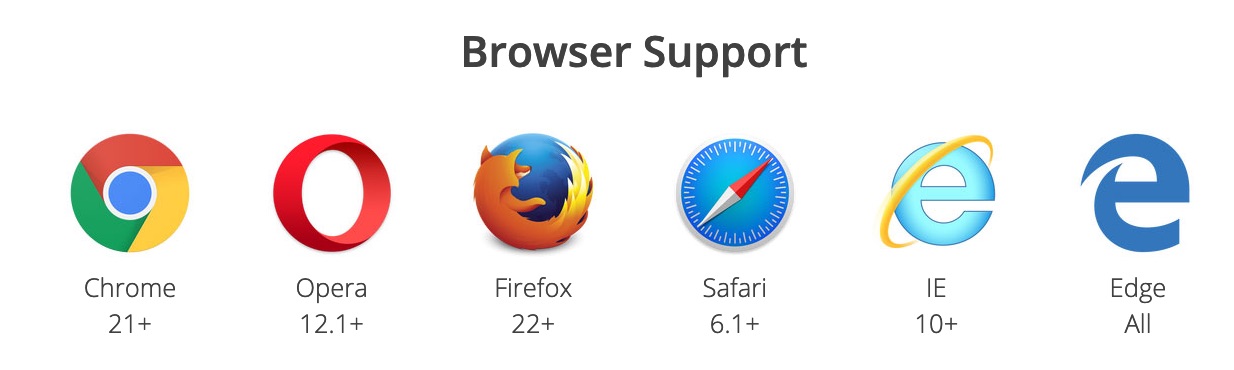 Browser Support
Chrome Opera Firefox Safari IE Edge
21+ 12.1+ 22+ 6.1+ 10+ All